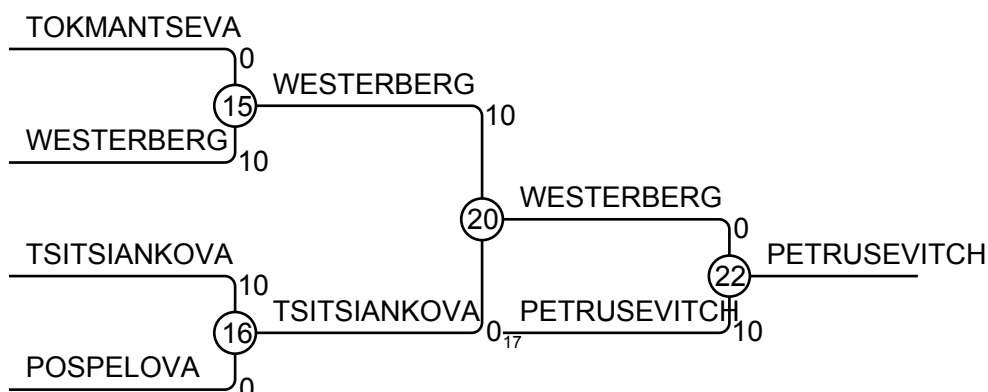 TOKMANTSEVA
0
15
WESTERBERG
10
WESTERBERG
10
20
WESTERBERG
0
TSITSIANKOVA
10
22
PETRUSEVITCH
16
TSITSIANKOVA
0
17
PETRUSEVITCH
10
POSPELOVA
0